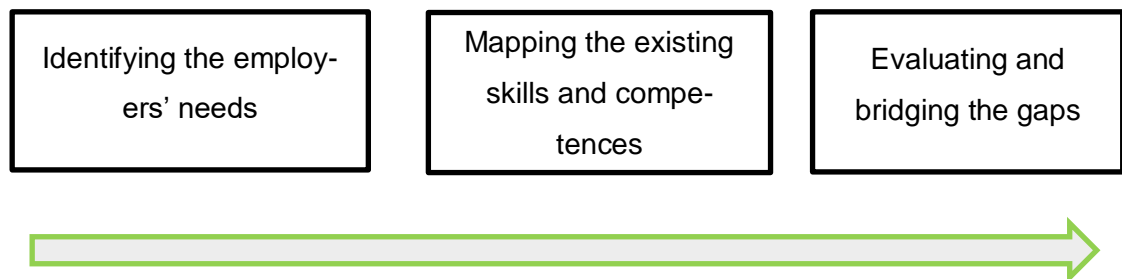 Identifying the employ-
ers’ needs
Mapping the existing
skills and compe-
tences
Evaluating and
bridging the gaps